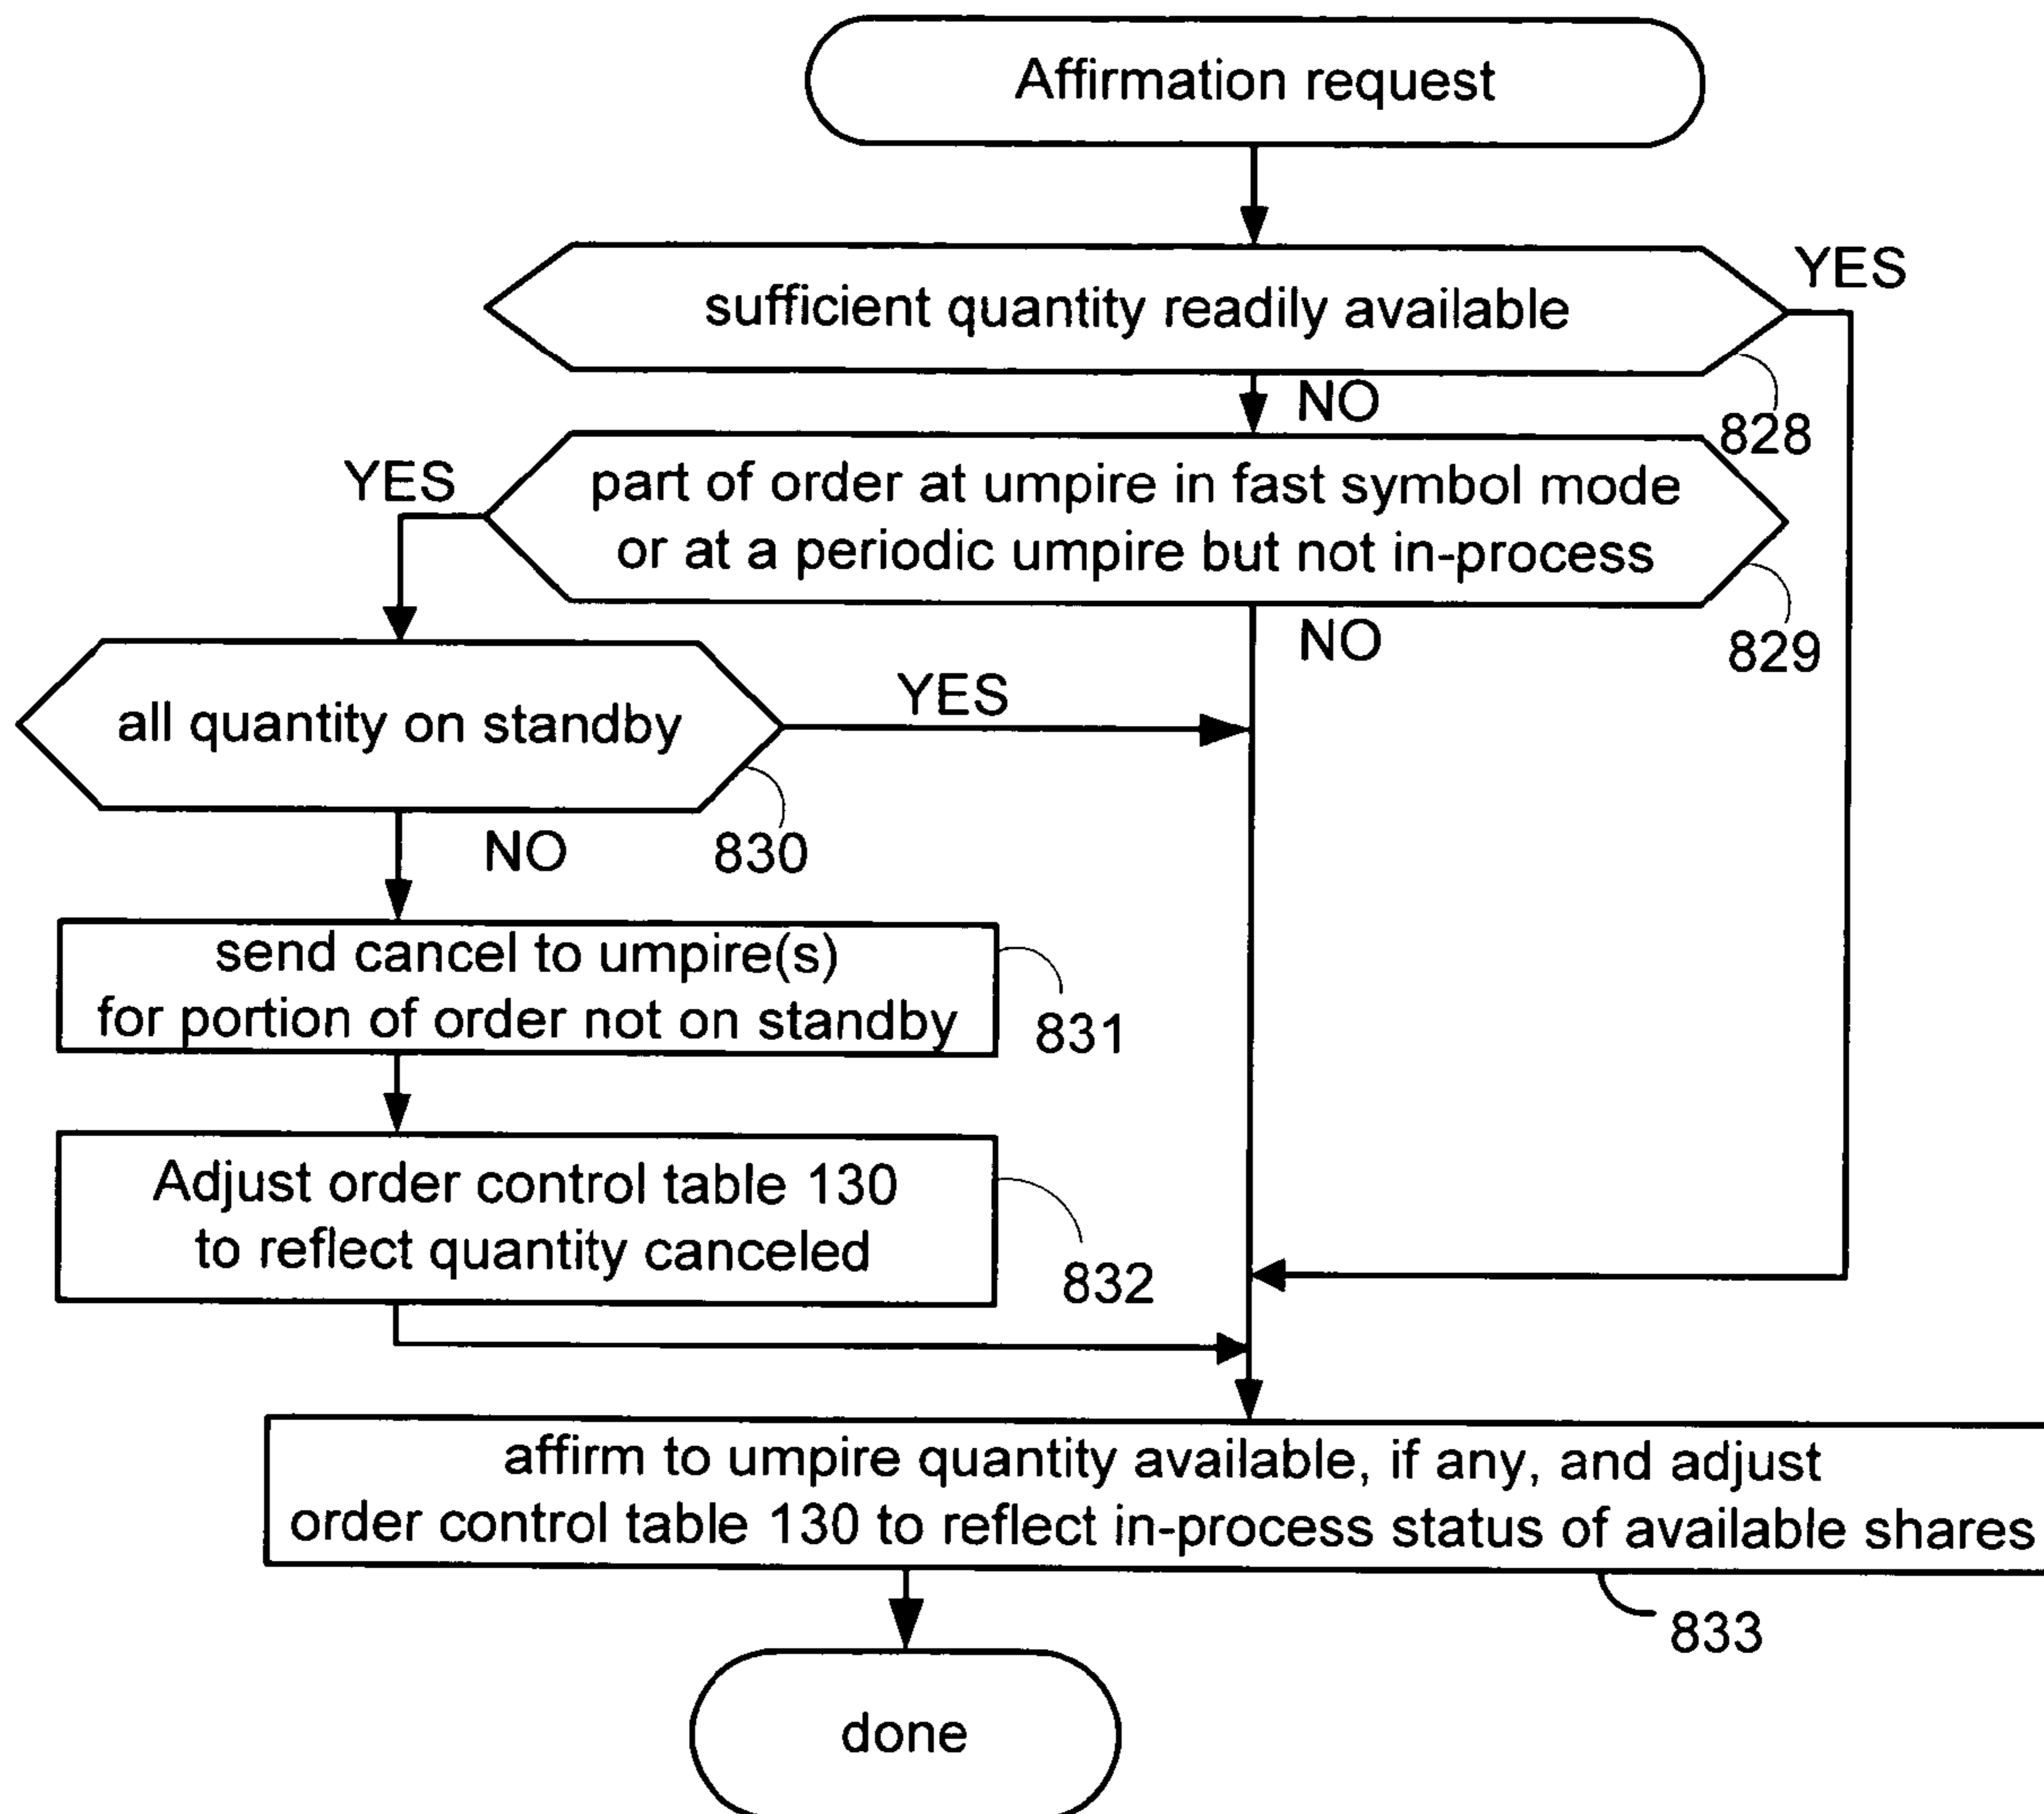 Affirmation request
YES
sufficient quantity readily available
NO
828
YES
part of order at umpire in fast symbol mode
or at a periodic umpire but not in-process
NO
829
YES
all quantity on standby
NO
830
send cancel to umpire(s)
for portion of order not on standby
831
Adjust order control table 130
to reflect quantity canceled
832
affirm to umpire quantity available, if any, and adjust
order control table 130 to reflect in-process status of available shares
833
done